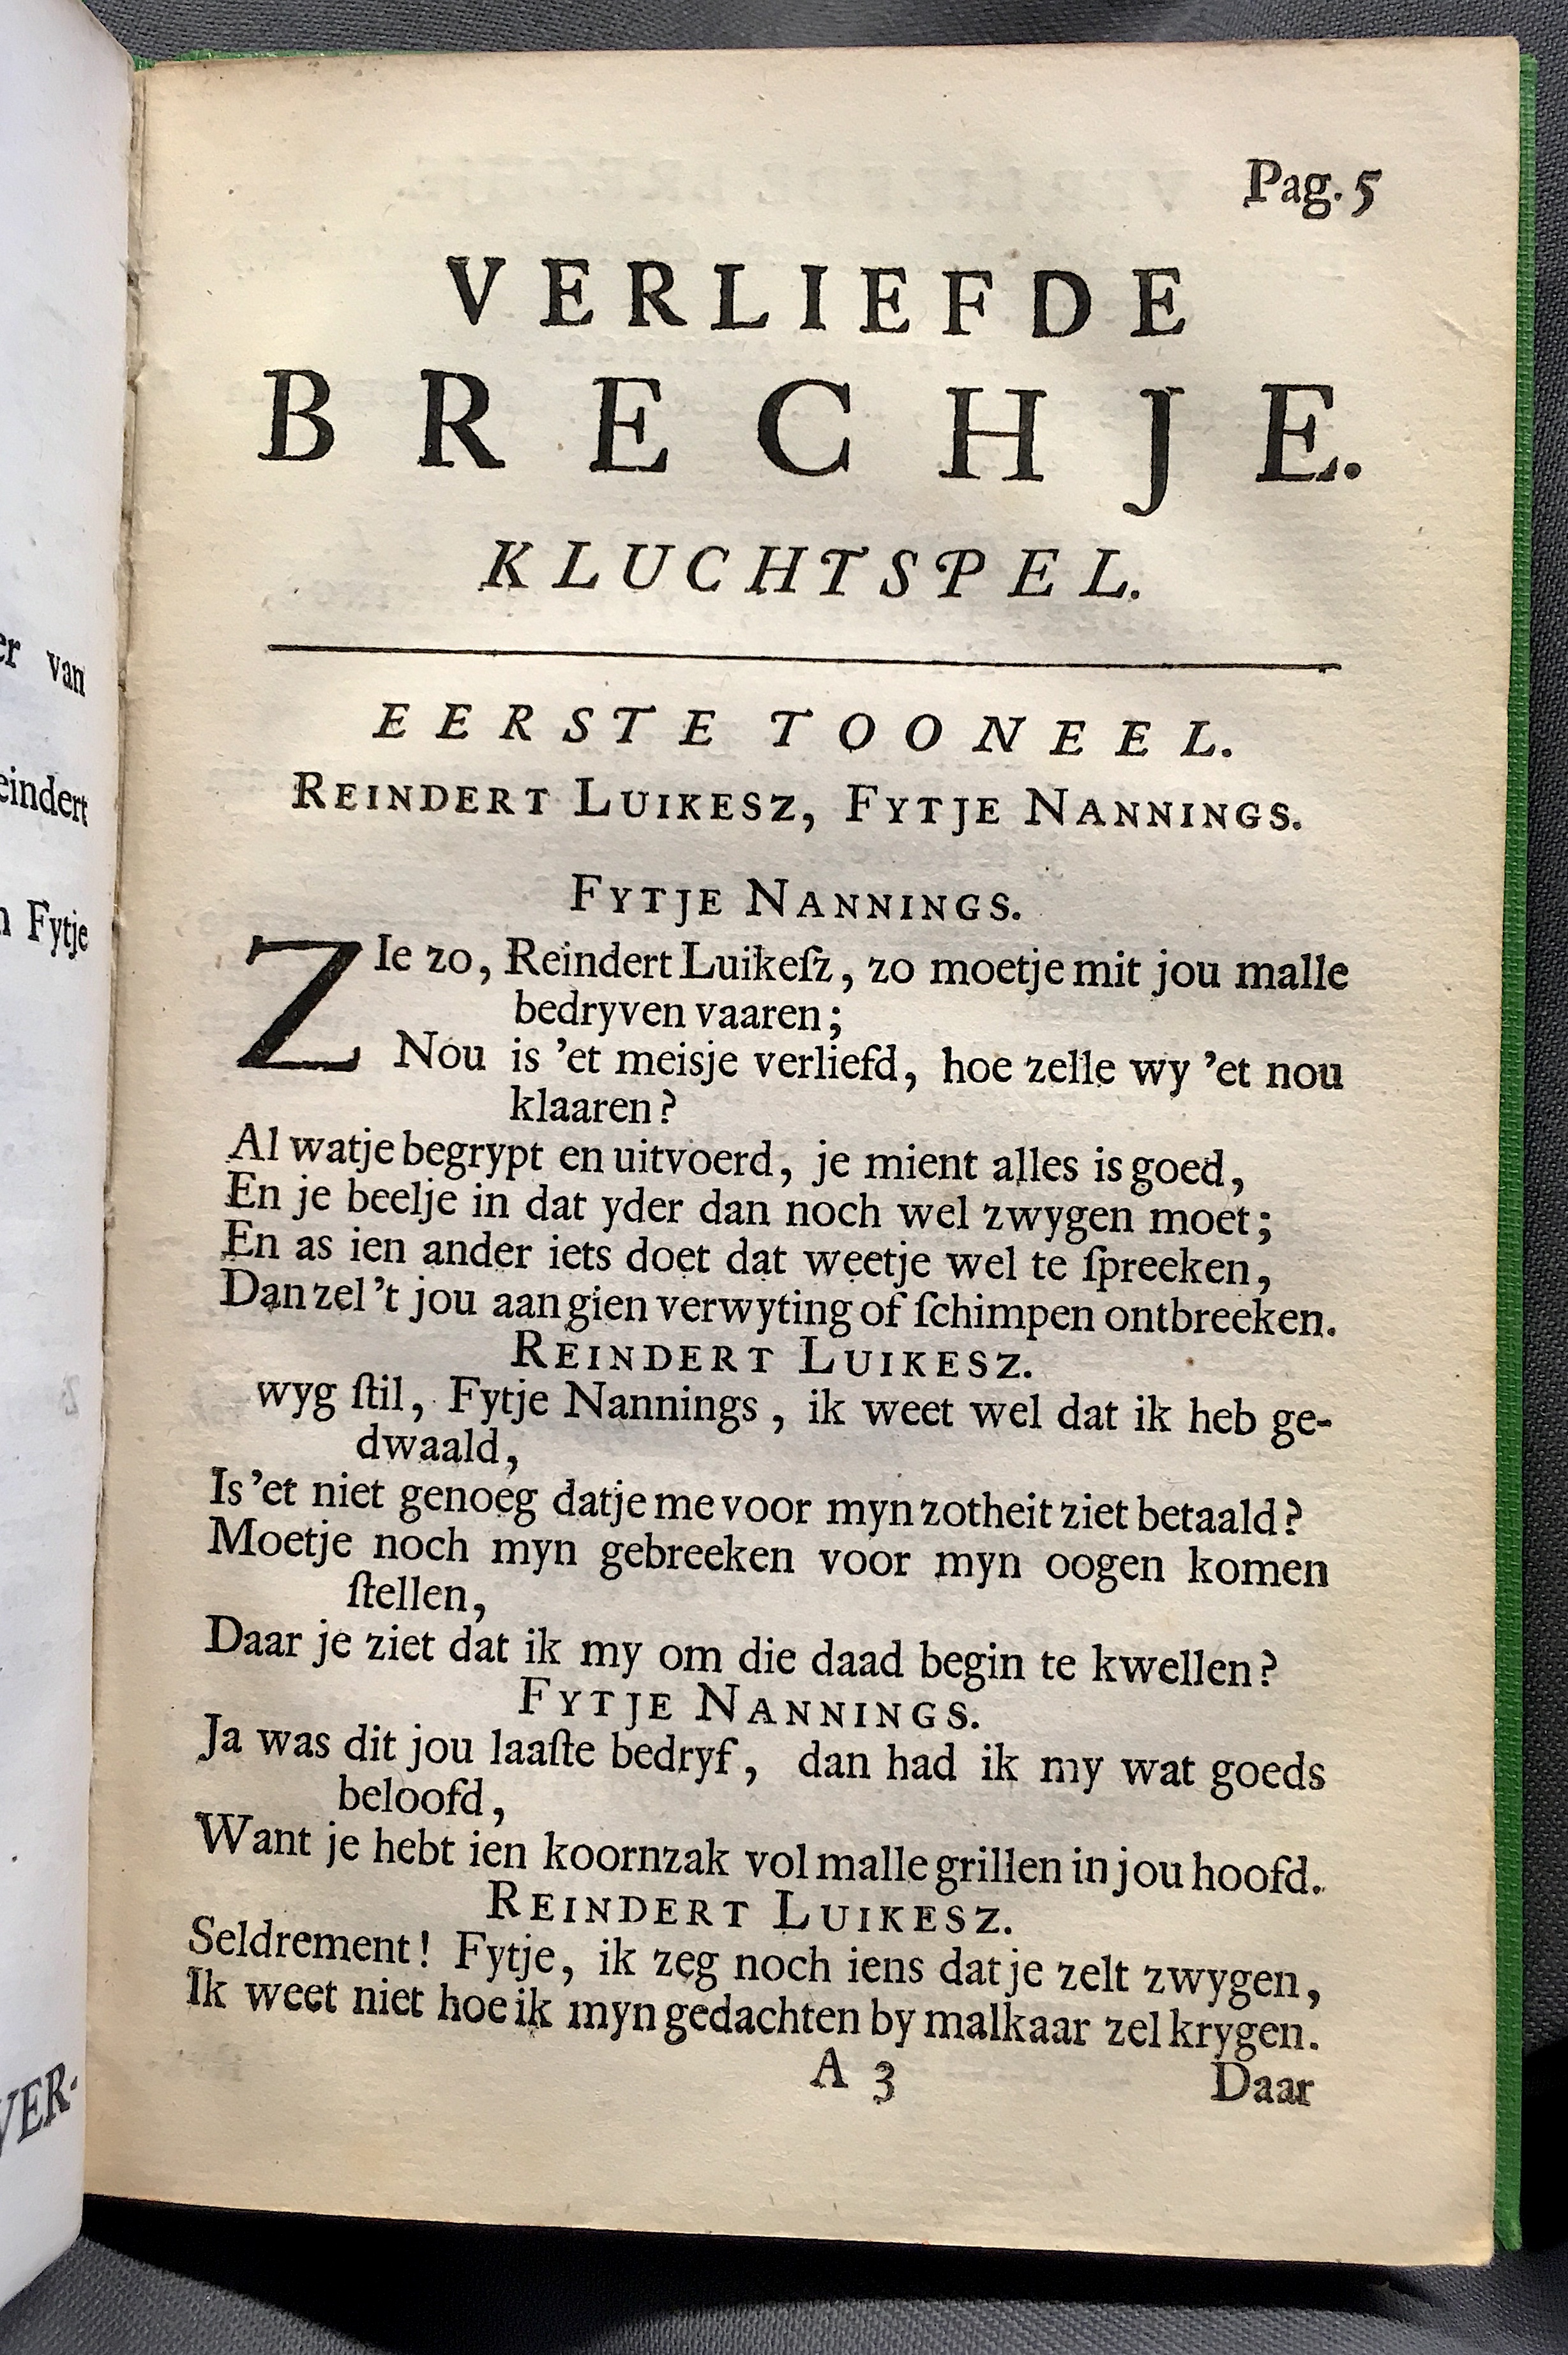 Pag. 5
VERLIEFDE
BRECHJE.
KLUCHTSPEL.
EERSTE TOONEEL.
REINDERT LUIKESZ, FYTJE NANNINGS.
FYTJE NANNINGS.
ZIe zo, Reindert Luikeſz, zo moetje mit jou malle
bedryven vaaren;
Nou is 'et meisje verliefd, hoe zelle wy 'et nou
klaaren?
Al watje begrypt en uitvoerd, je mient alles is goed,
En je beelje in dat yder dan noch wel zwygen moet;
En as ien ander iets doet dat weetje wel te ſpreeken,
Dan zel 't jou aan gien verwyting of ſchimpen ontbreeken.
REINDERT LUIKESZ.
wyg ſtil, Fytje Nannings, ik weet wel dat ik heb ge-
dwaald,
Is 'et niet genoeg datje me voor myn zotheit ziet betaald?
Moetje noch myn gebreeken voor myn oogen komen
ſtellen,
Daar je ziet dat ik my om die daad begin te kwellen?
FYTJE NANNINGS.
Ja was dit jou laaſte bedryf, dan had ik my wat goeds
beloofd,
Want je hebt ien koornzak vol malle grillen in jou hoofd.
REINDERT LUIKESZ.
Seldrement! Fytje, ik zeg noch iens dat je zelt zwygen,
Ik weet niet hoe ik myn gedachten by malkaar zel krygen.
A 3
Daar
er van
eindert
n Fytje
VER-